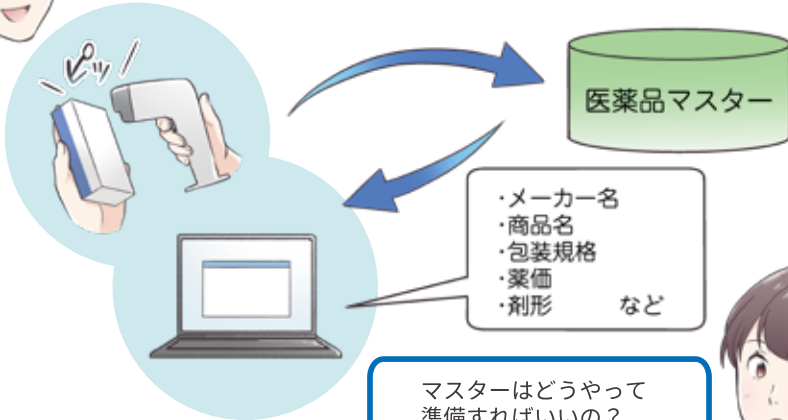 ピッ
医薬品マスター
・メーカー名
・商品名
・包装規格
・薬価
・剤形 など
マスターはどうやって
準備すればいいの？